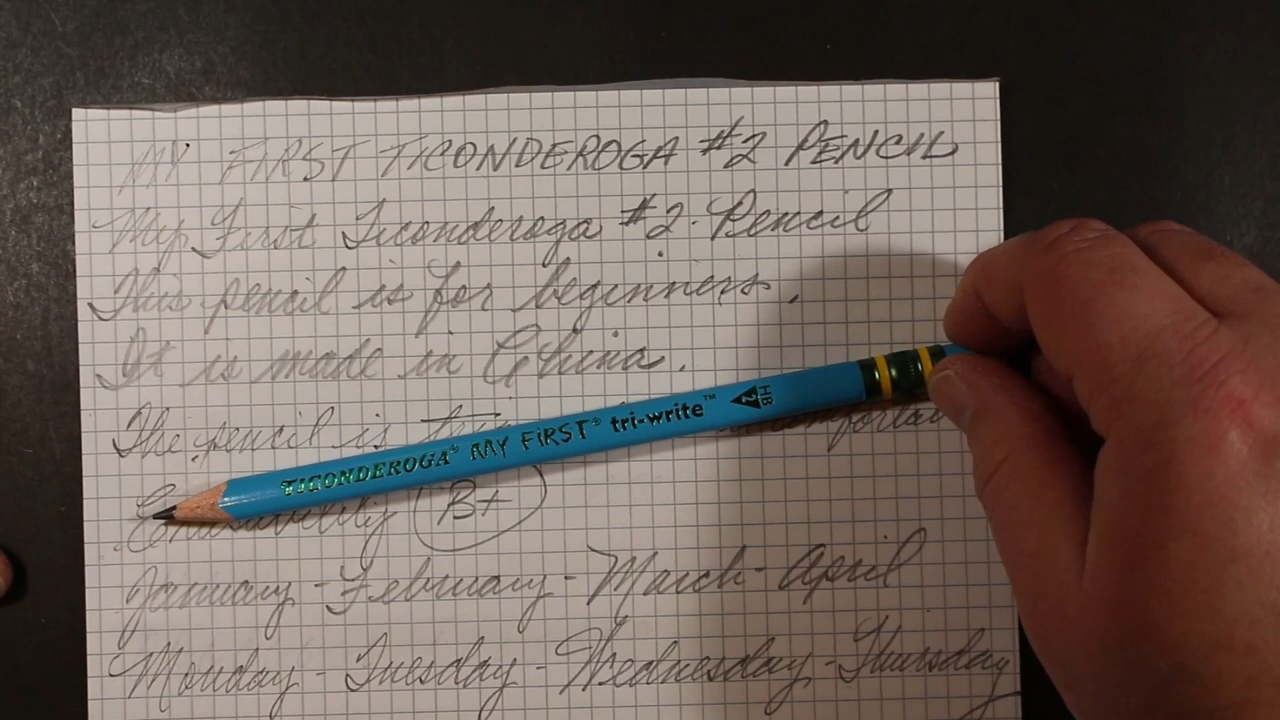 MY FIRST TICONDEROGA #2 PENCIL
My First Ticonderoga #2 Pencil
This pencil is for beginners.
It is made in China.
The pencil is
TICONDEROGA® MY FiRST® tri-write™ 2 HB
B+
January - February - March - April
Monday - Tuesday - Wednesday - Thursday